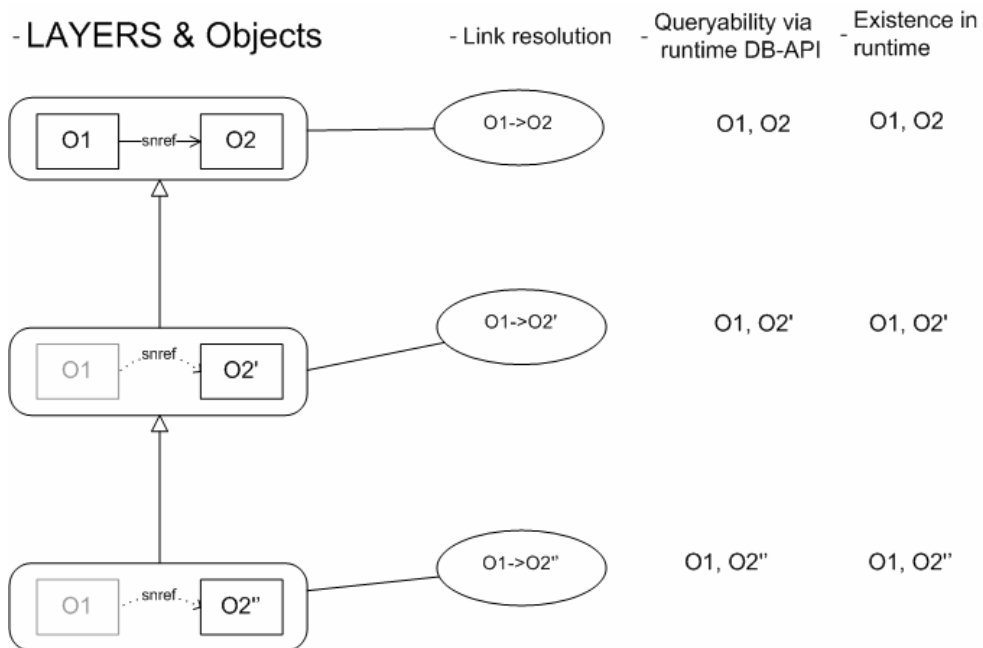 - LAYERS & Objects
- Link resolution
- Queryability via
runtime DB-API
- Existence in
runtime
O1
snref
O2
O1->O2
O1, O2
O1, O2
O1
snref
O2'
O1->O2'
O1, O2'
O1, O2'
O1
snref
O2''
O1->O2''
O1, O2''
O1, O2''